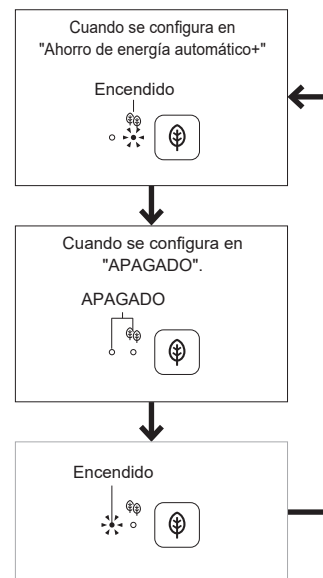 Cuando se configura en
"Ahorro de energía automático+"
Encendido
Cuando se configura en
"APAGADO".
APAGADO
Encendido